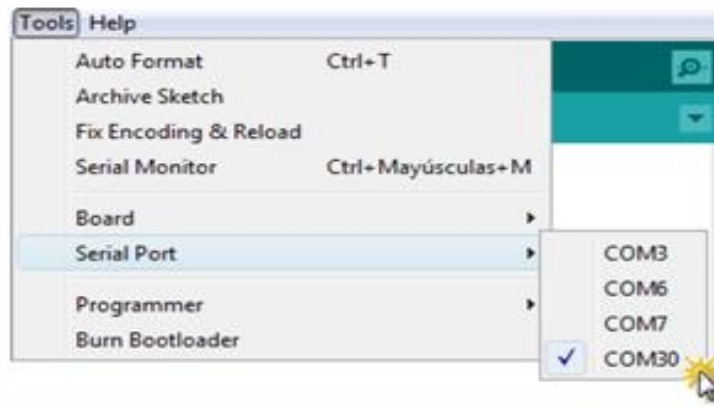 Tools Help
Auto Format Ctrl+T
Archive Sketch
Fix Encoding & Reload
Serial Monitor Ctrl+Mayúsculas+M
Board
Serial Port
Programmer
Burn Bootloader
COM3
COM6
COM7
COM30